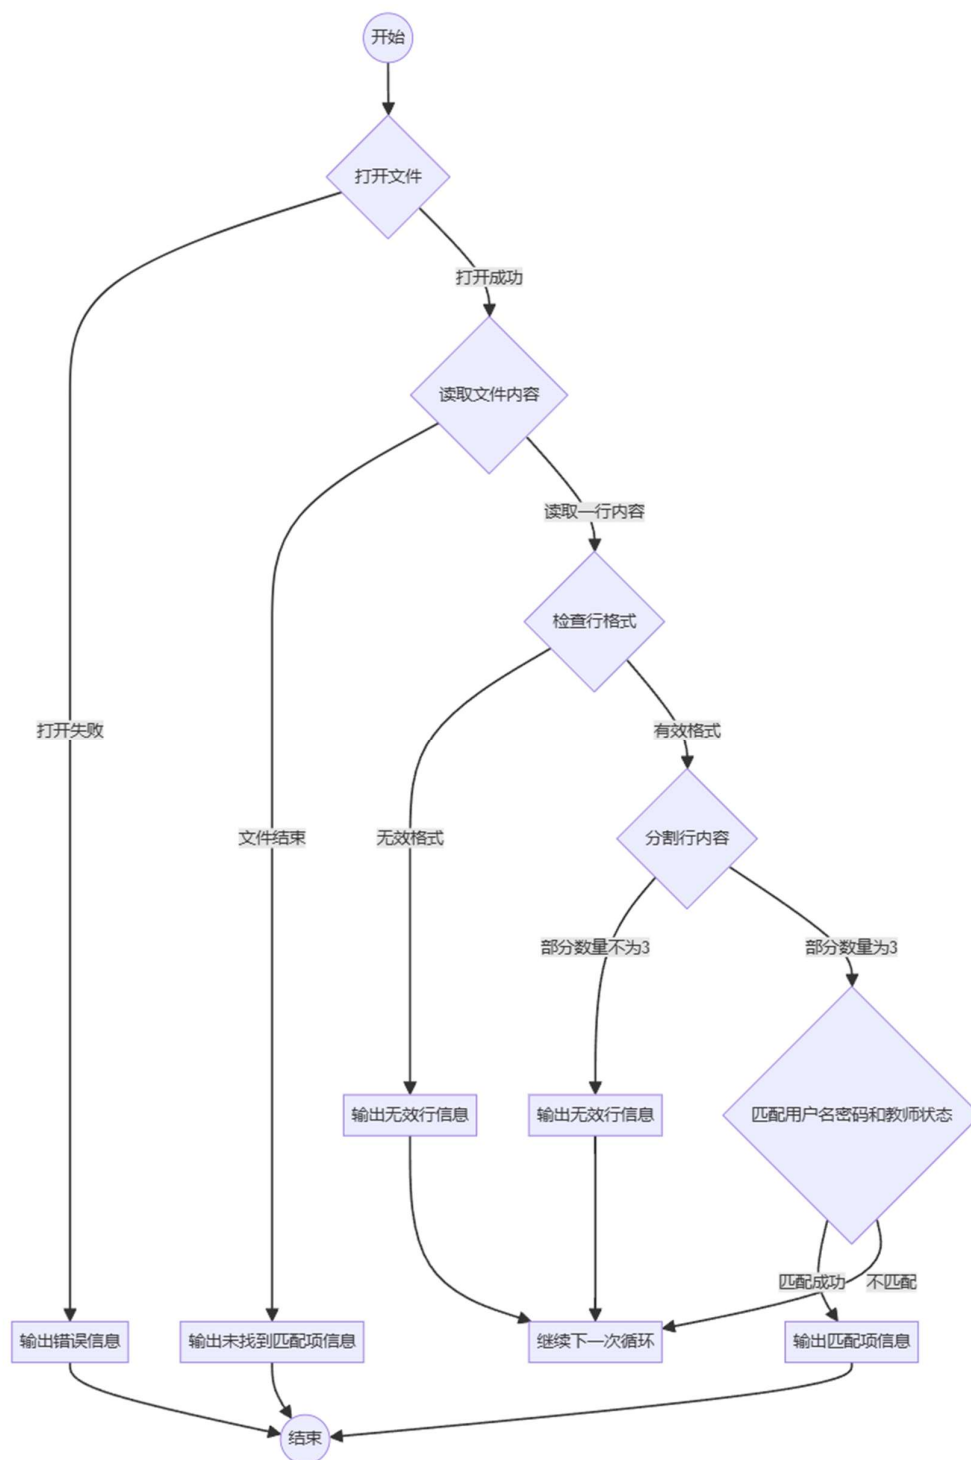 开始
打开文件
打开成功
读取文件内容
读取一行内容
检查行格式
打开失败
有效格式
文件结束
无效格式
分割行内容
部分数量不为3
部分数量为3
输出无效行信息
输出无效行信息
匹配用户名密码和教师状态
匹配成功
不匹配
输出错误信息
输出未找到匹配项信息
继续下一次循环
输出匹配项信息
结束